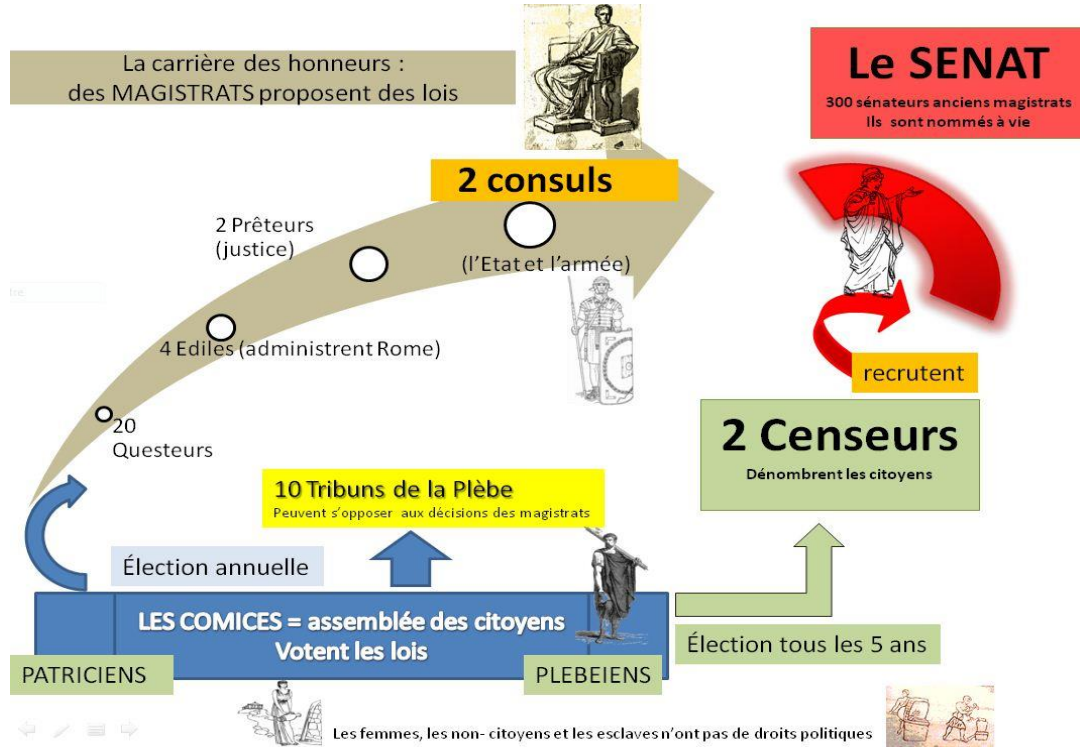 La carrière des honneurs :
des MAGISTRATS proposent des lois
Le SENAT
300 sénateurs anciens magistrats
Ils sont nommés à vie
2 consuls
(l'Etat et l'armée)
2 Prêteurs
(justice)
4 Ediles (administrent Rome)
20
Questeurs
recrutent
2 Censeurs
Dénombrent les citoyens
10 Tribuns de la Plèbe
Peuvent s'opposer aux décisions des magistrats
Élection annuelle
LES COMICES = assemblée des citoyens
Votent les lois
PATRICIENS
PLEBEIENS
Élection tous les 5 ans
Les femmes, les non- citoyens et les esclaves n'ont pas de droits politiques